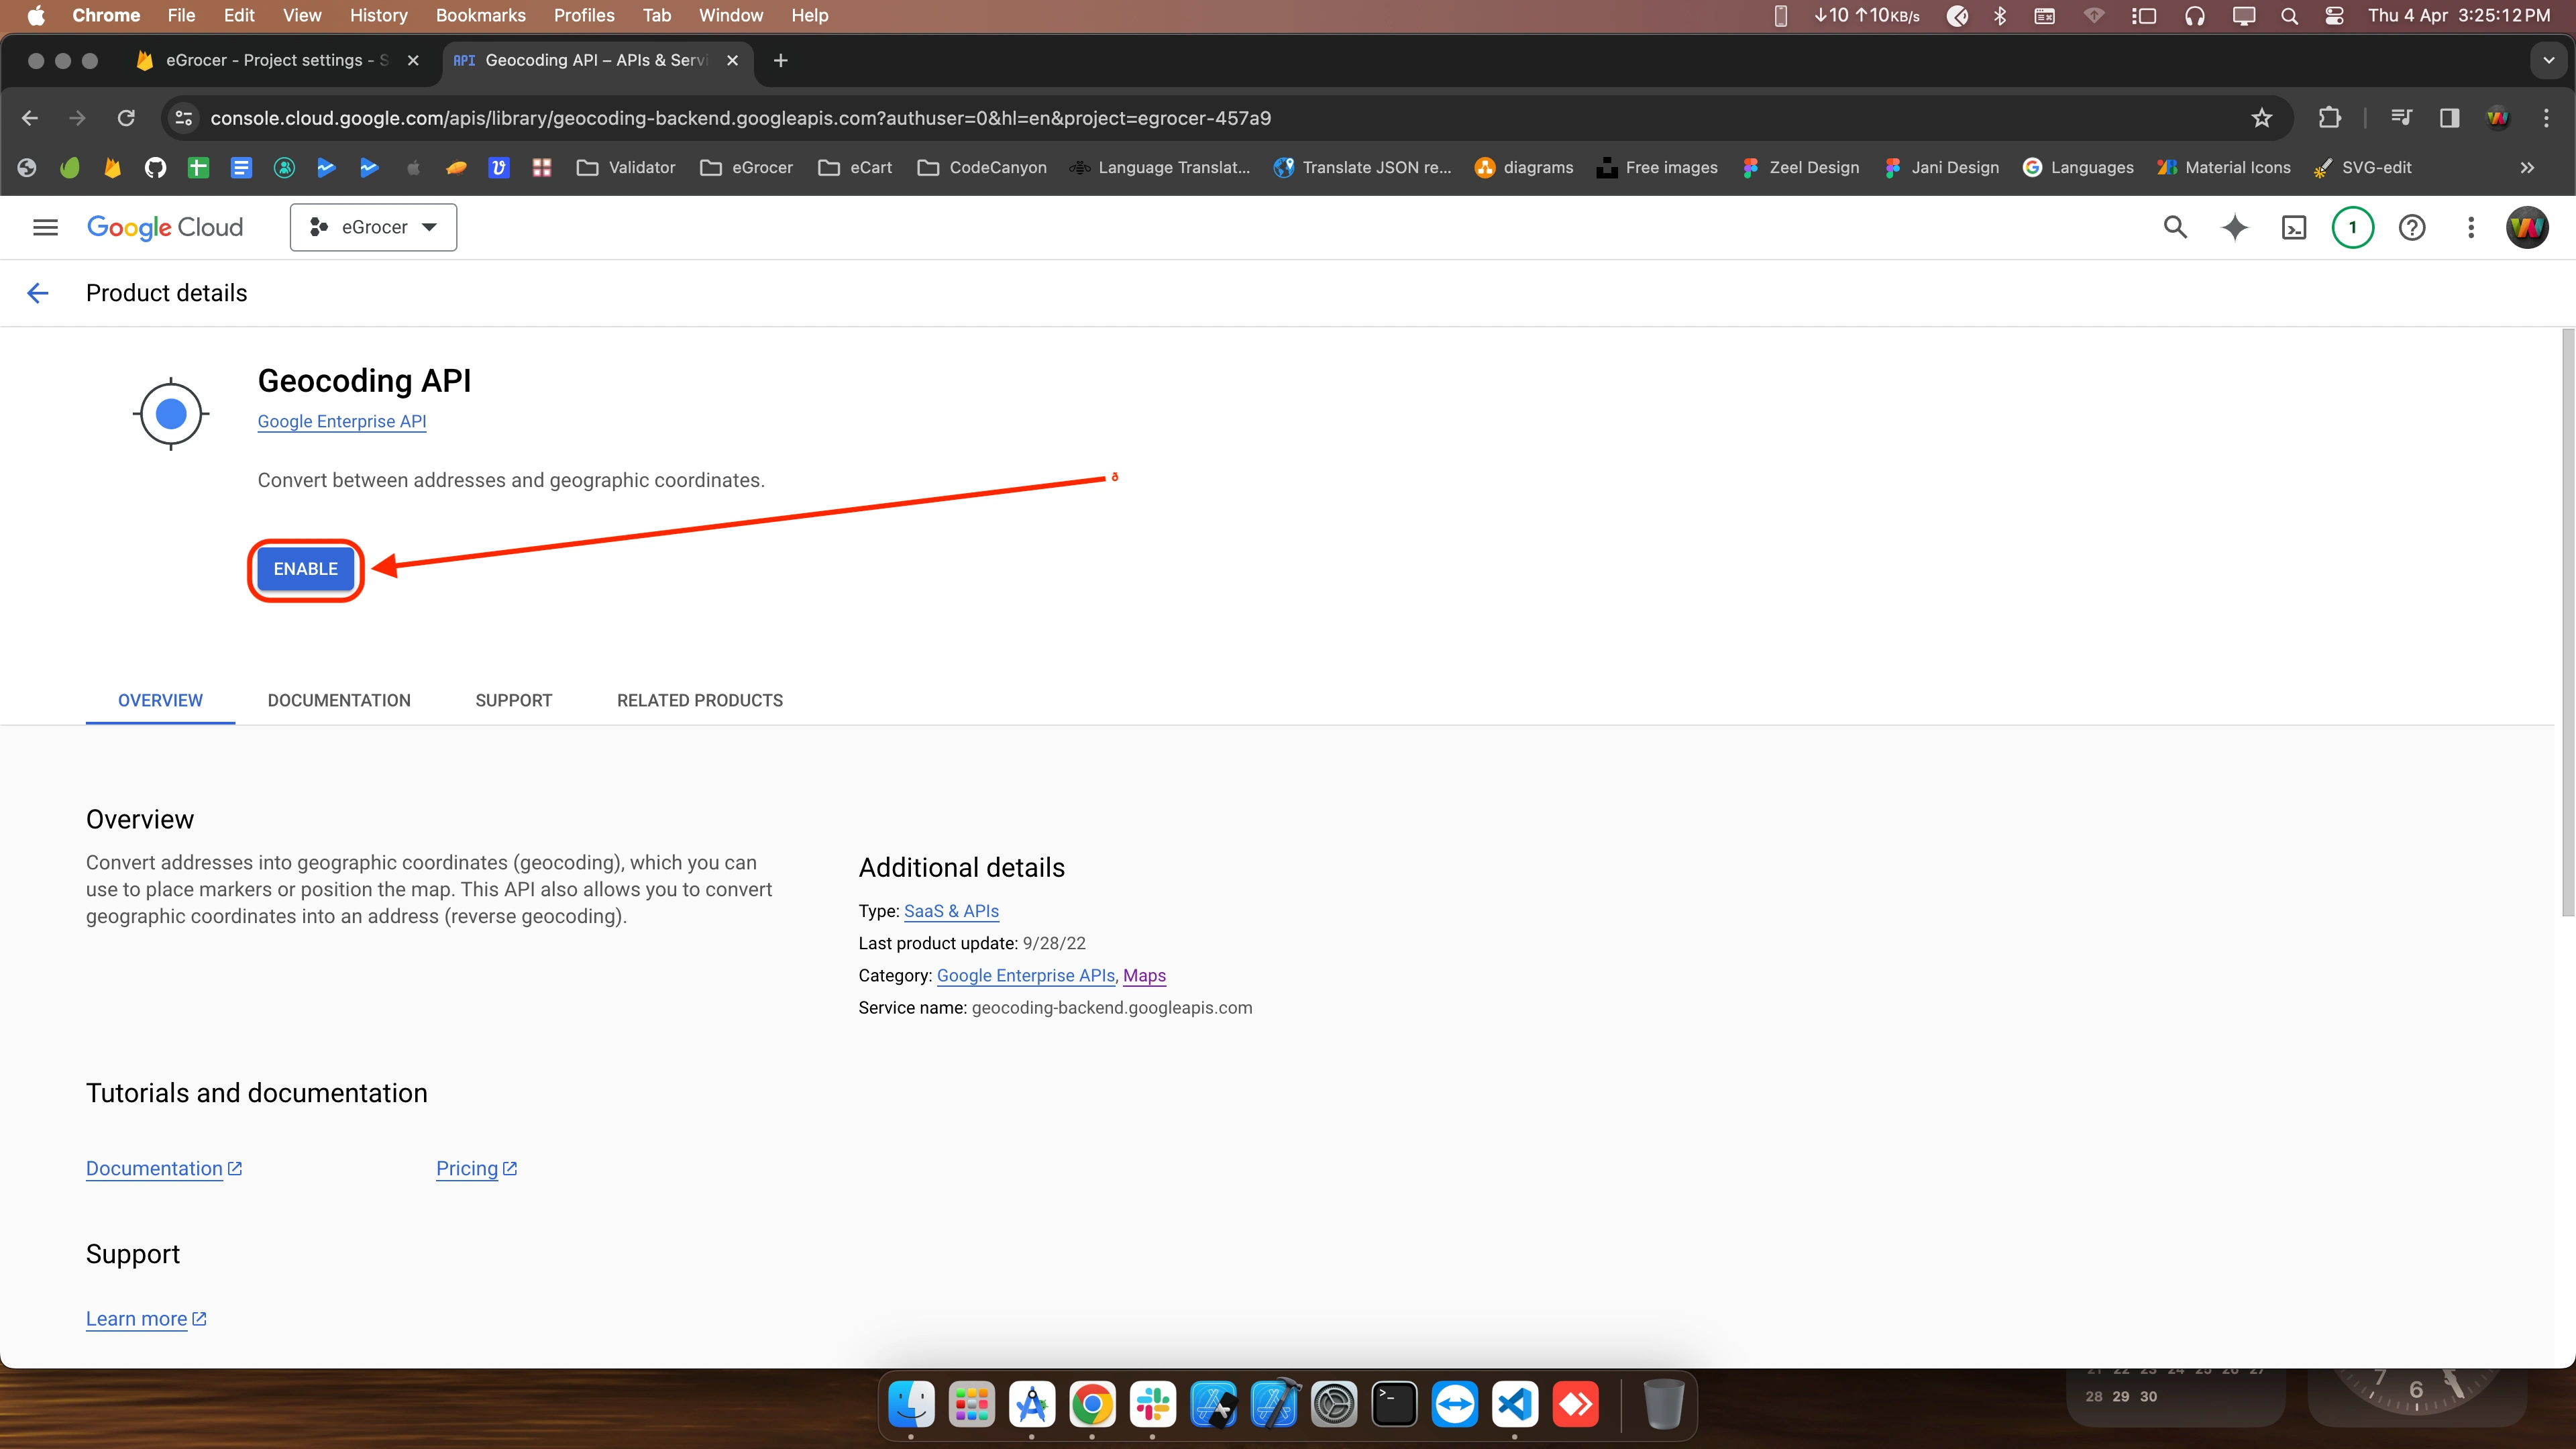 Chrome File Edit View History Bookmarks Profiles Tab Window Help
↓10 ↑10KB/s Thu 4 Apr 3:25:12 PM
eGrocer - Project settings - S
API Geocoding API – APIs & Servi
console.cloud.google.com/apis/library/geocoding-backend.googleapis.com?authuser=0&hl=en&project=egrocer-457a9
Validator eGrocer eCart CodeCanyon Language Translat... Translate JSON re... diagrams Free images Zeel Design Jani Design Languages Material Icons SVG-edit
Google Cloud eGrocer 1
Product details
Geocoding API
Google Enterprise API
Convert between addresses and geographic coordinates.
ENABLE
OVERVIEW DOCUMENTATION SUPPORT RELATED PRODUCTS
Overview
Convert addresses into geographic coordinates (geocoding), which you can
use to place markers or position the map. This API also allows you to convert
geographic coordinates into an address (reverse geocoding).
Additional details
Type: SaaS & APIs
Last product update: 9/28/22
Category: Google Enterprise APIs, Maps
Service name: geocoding-backend.googleapis.com
Tutorials and documentation
Documentation Pricing
Support
Learn more
28 29 30
7 6